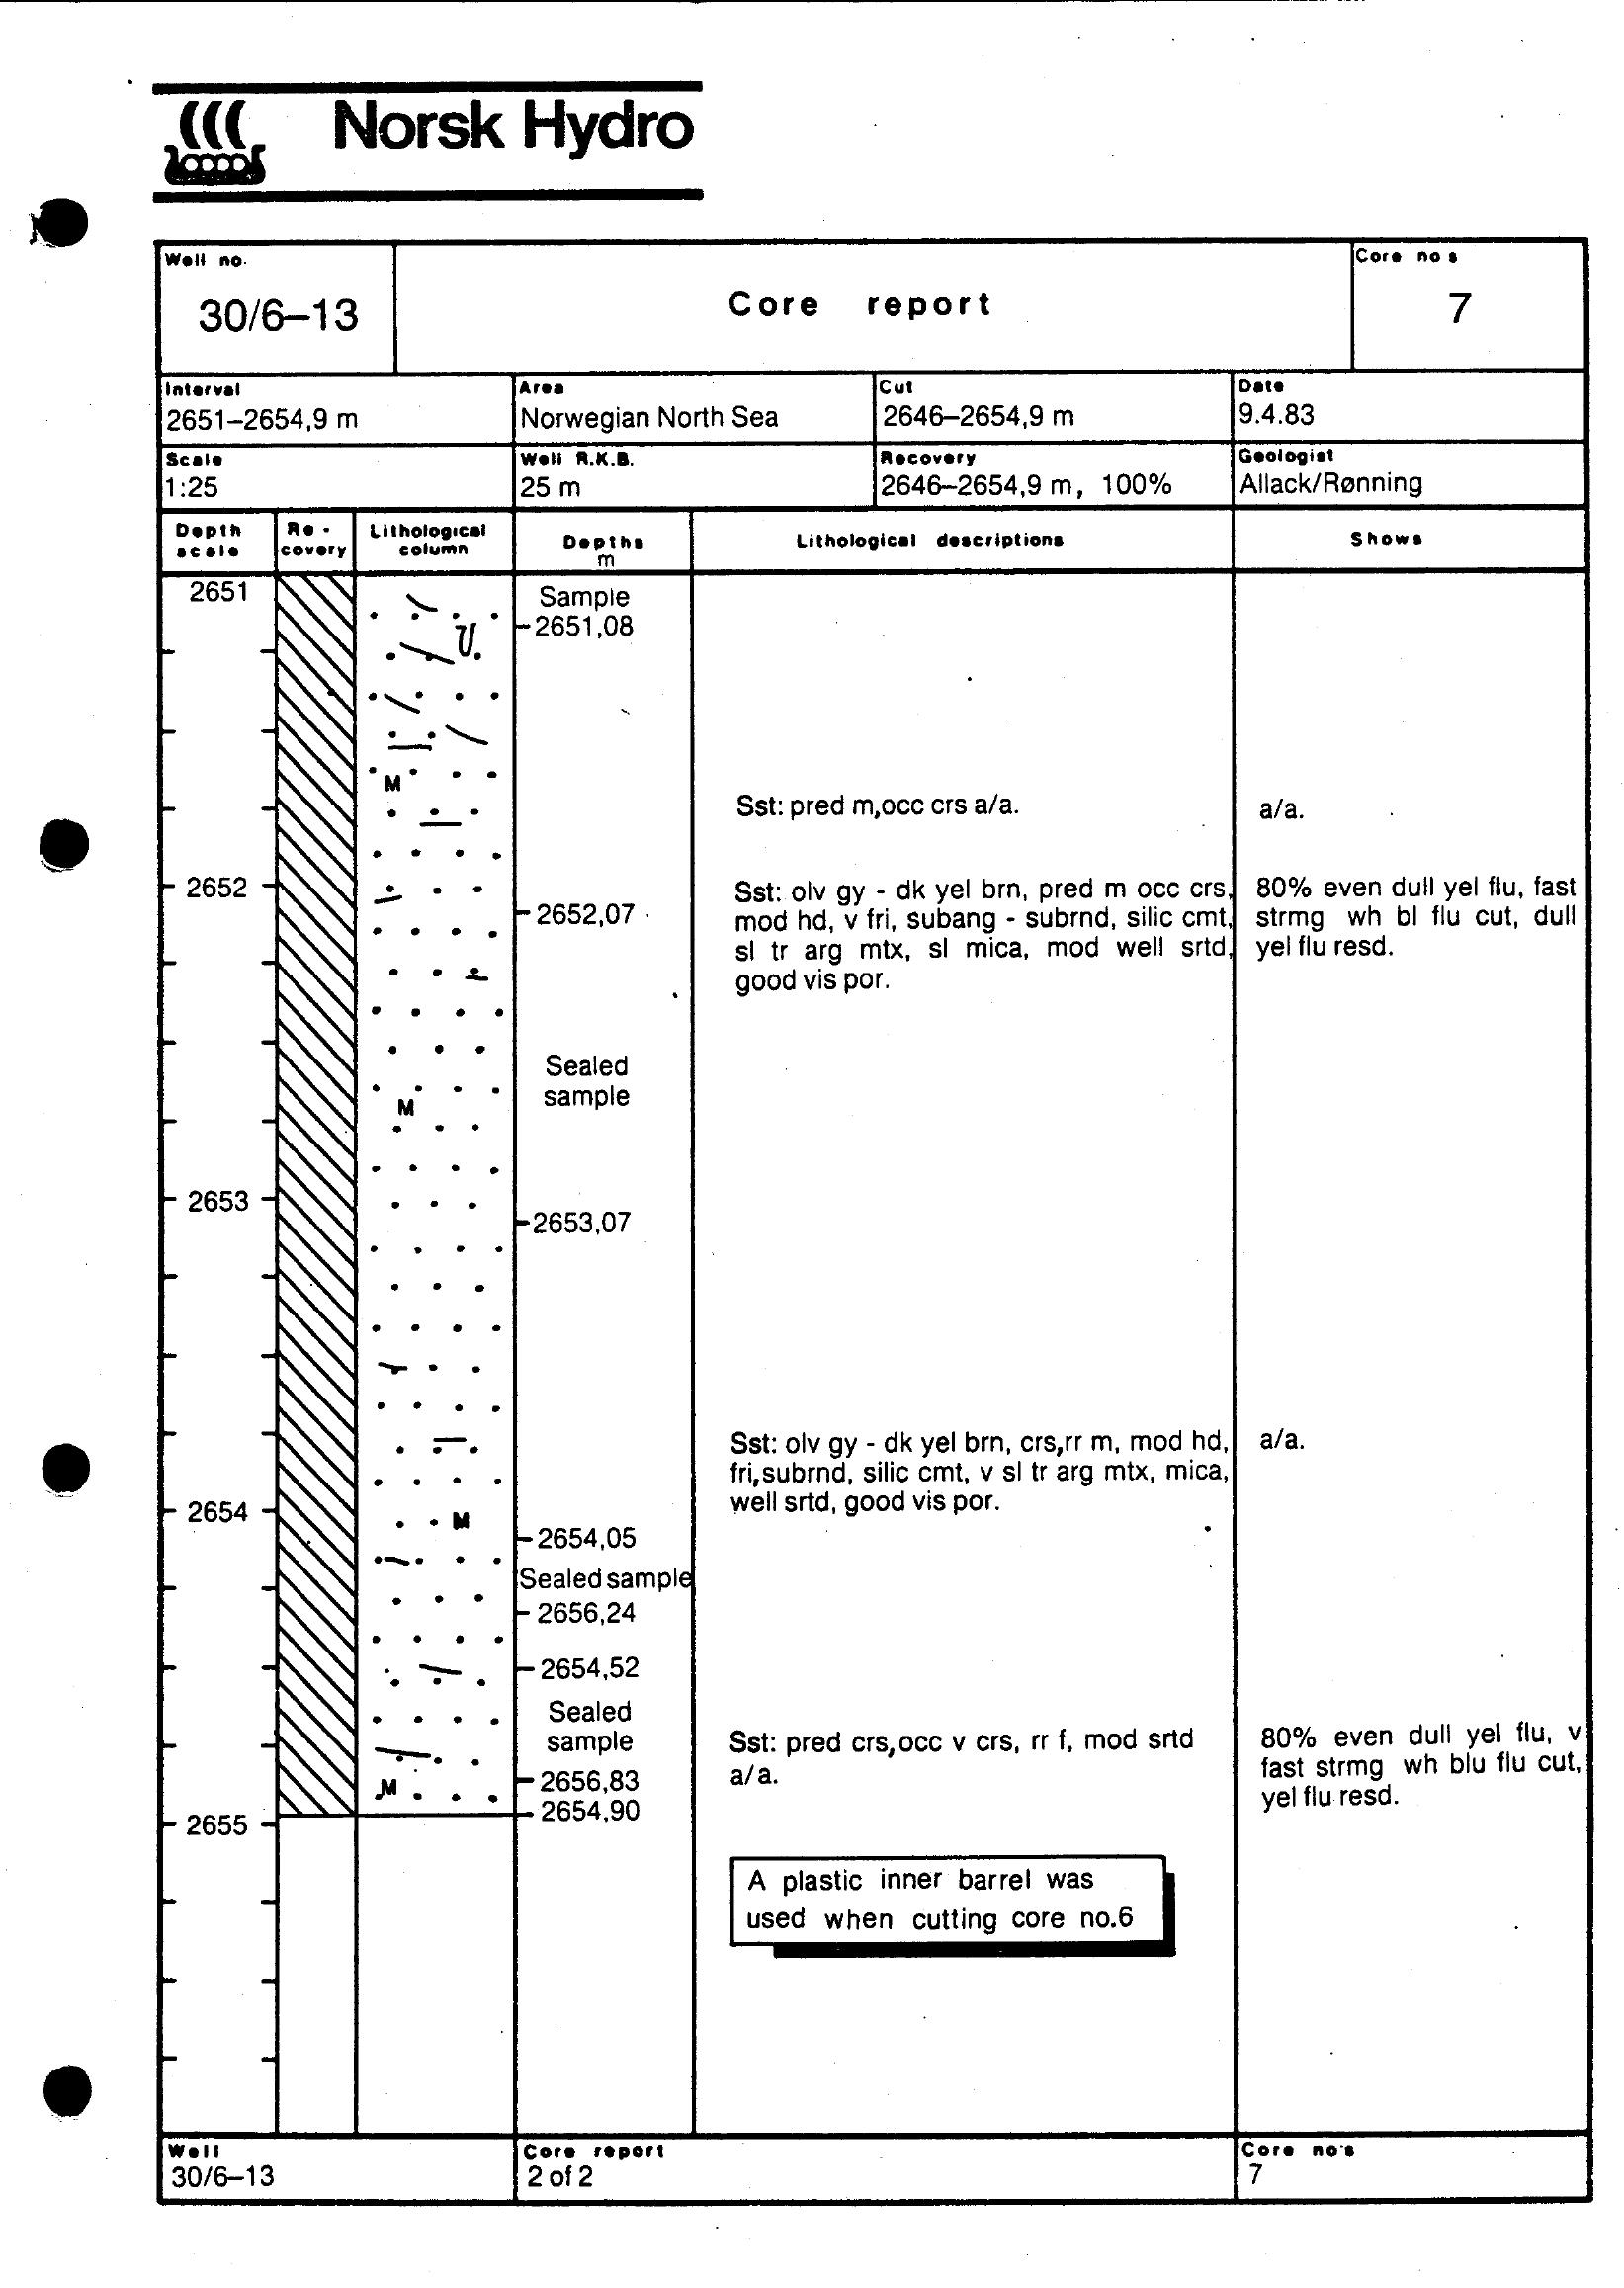 Norsk Hydro
Well no.
30/6–13
Core report
Core no s
7
Interval
2651–2654,9 m
Area
Norwegian North Sea
Cut
2646–2654,9 m
Date
9.4.83
Scale
1:25
Well R.K.B.
25 m
Recovery
2646–2654,9 m, 100%
Geologist
Allack/Rønning
Depth
scale
Re -
covery
Lithological
column
Depths
m
Lithological descriptions
Shows
2651
Sample
2651,08
M
Sst: pred m,occ crs a/a.
a/a.
2652
2652,07
Sst: olv gy - dk yel brn, pred m occ crs,
mod hd, v fri, subang - subrnd, silic cmt,
sl tr arg mtx, sl mica, mod well srtd,
good vis por.
80% even dull yel flu, fast
strmg wh bl flu cut, dull
yel flu resd.
Sealed
sample
M
2653
2653,07
Sst: olv gy - dk yel brn, crs,rr m, mod hd,
fri,subrnd, silic cmt, v sl tr arg mtx, mica,
well srtd, good vis por.
a/a.
2654
M
2654,05
Sealed sample
2656,24
2654,52
Sealed
sample
2656,83
2654,90
M
Sst: pred crs,occ v crs, rr f, mod srtd
a/a.
80% even dull yel flu, v
fast strmg wh blu flu cut,
yel flu resd.
2655
A plastic inner barrel was
used when cutting core no.6
Well
30/6–13
Core report
2 of 2
Core no's
7